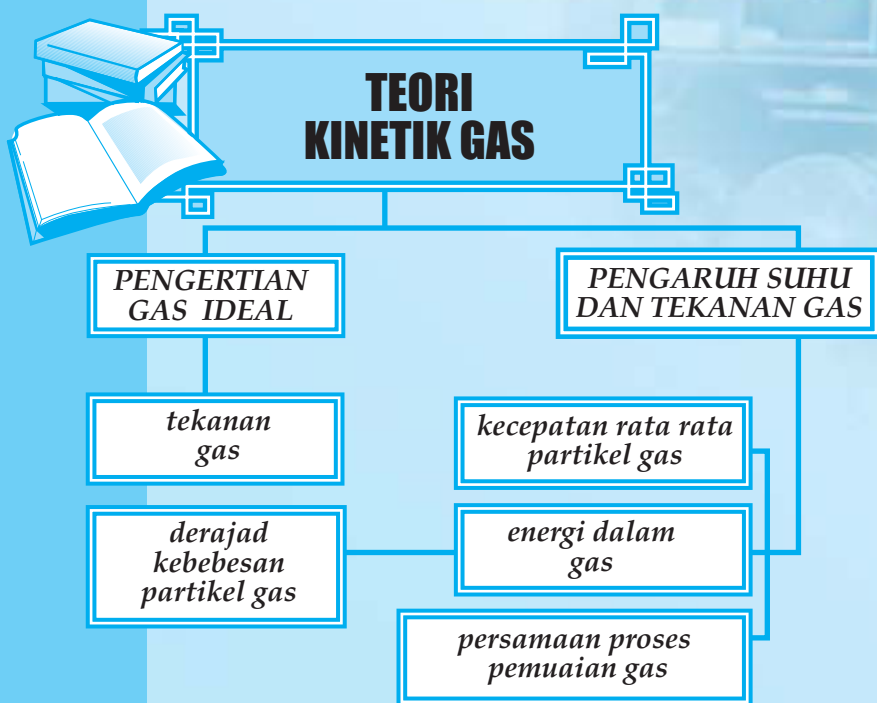 TEORI
KINETIK GAS
PENGERTIAN
GAS IDEAL
PENGARUH SUHU
DAN TEKANAN GAS
tekanan
gas
kecepatan rata rata
partikel gas
derajad
kebebesan
partikel gas
energi dalam
gas
persamaan proses
pemuaian gas